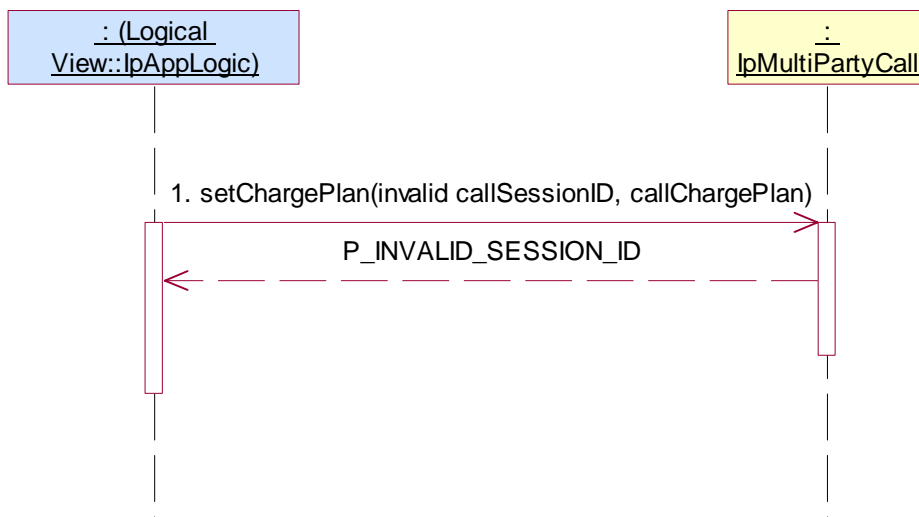 : (Logical
View::IpAppLogic)
:
IpMultiPartyCall
1. setChargePlan(invalid callSessionID, callChargePlan)
P_INVALID_SESSION_ID